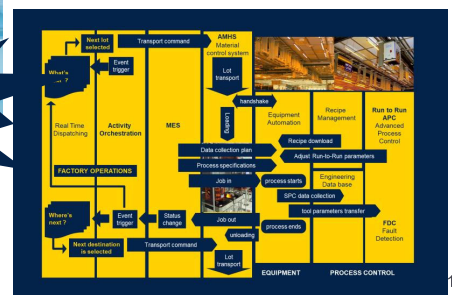 Next lot
selected
Transport command
AMHS
Material
control system
Event
trigger
What's
next ?
Lot
transport
handshake
Real Time
Dispatching
Activity
Orchestration
MES
Loading
Equipment
Automation
Recipe
Management
Run to Run
APC
Advanced
Process
Control
Recipe download
Data collection plan
Adjust Run-to-Run parameters
Process specifications
FACTORY OPERATIONS
Engineering
Data base
Job in
process starts
SPC data collection
tool parameters transfer
Where's
next ?
Event
trigger
Status
change
Job out
process ends
FDC
Fault
Detection
unloading
Next destination
is selected
Transport command
Lot
transport
EQUIPMENT
PROCESS CONTROL
1